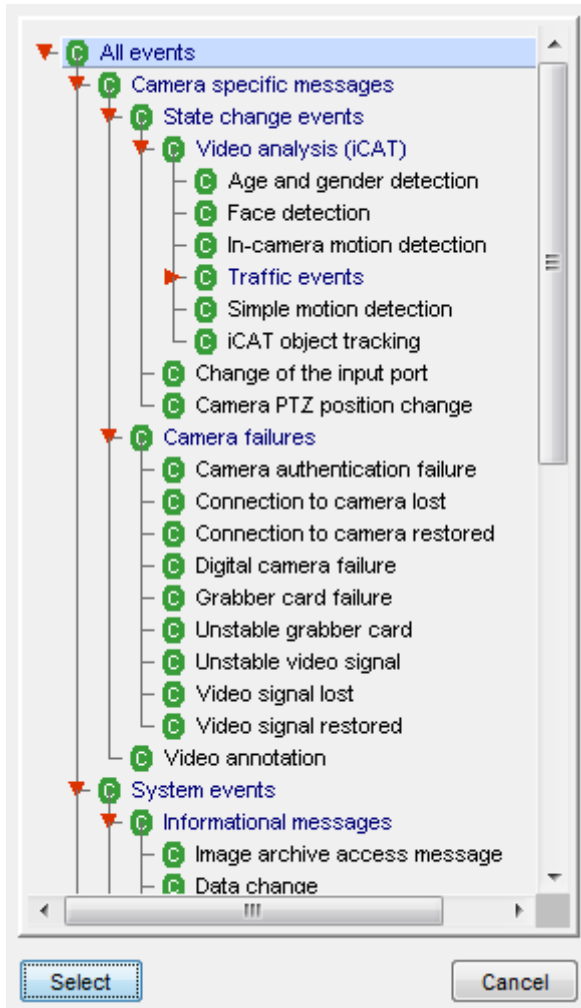 All events
Camera specific messages
State change events
Video analysis (iCAT)
Age and gender detection
Face detection
In-camera motion detection
Traffic events
Simple motion detection
iCAT object tracking
Change of the input port
Camera PTZ position change
Camera failures
Camera authentication failure
Connection to camera lost
Connection to camera restored
Digital camera failure
Grabber card failure
Unstable grabber card
Unstable video signal
Video signal lost
Video signal restored
Video annotation
System events
Informational messages
Image archive access message
Data change
Select
Cancel